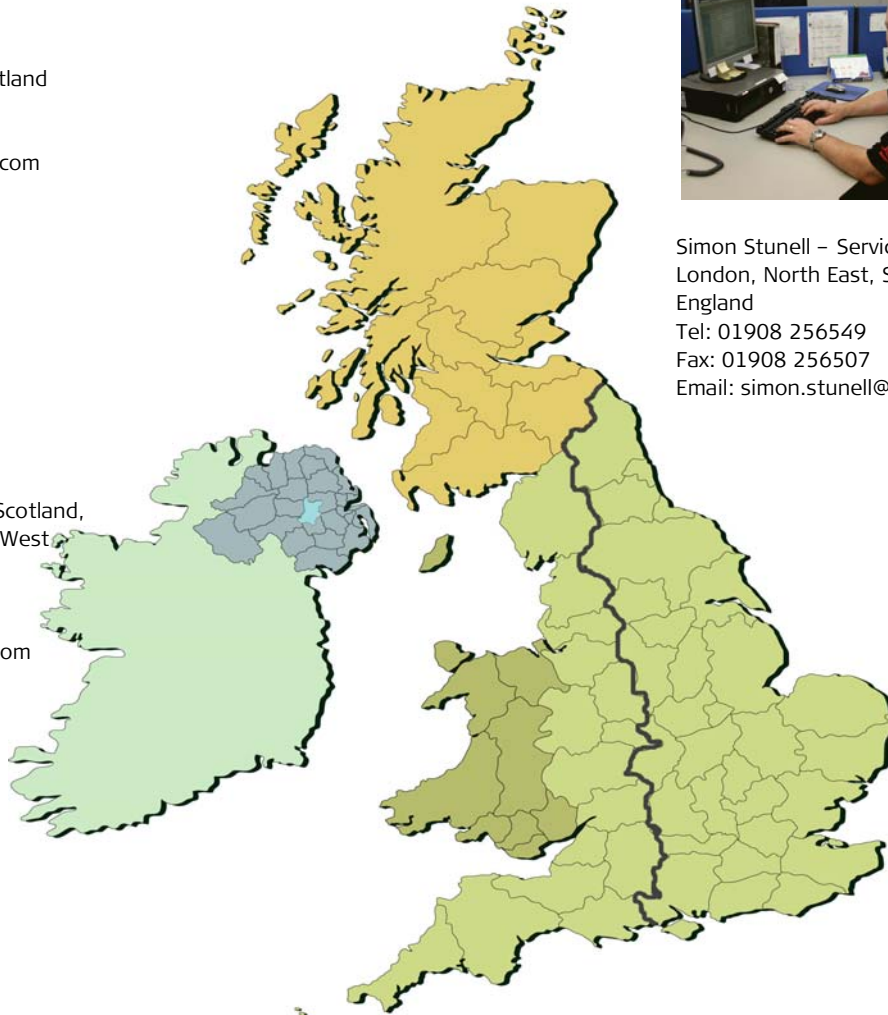 tland
com
Simon Stunell – Servic
London, North East, S
England
Tel: 01908 256549
Fax: 01908 256507
Email: simon.stunell@
Scotland,
West
om